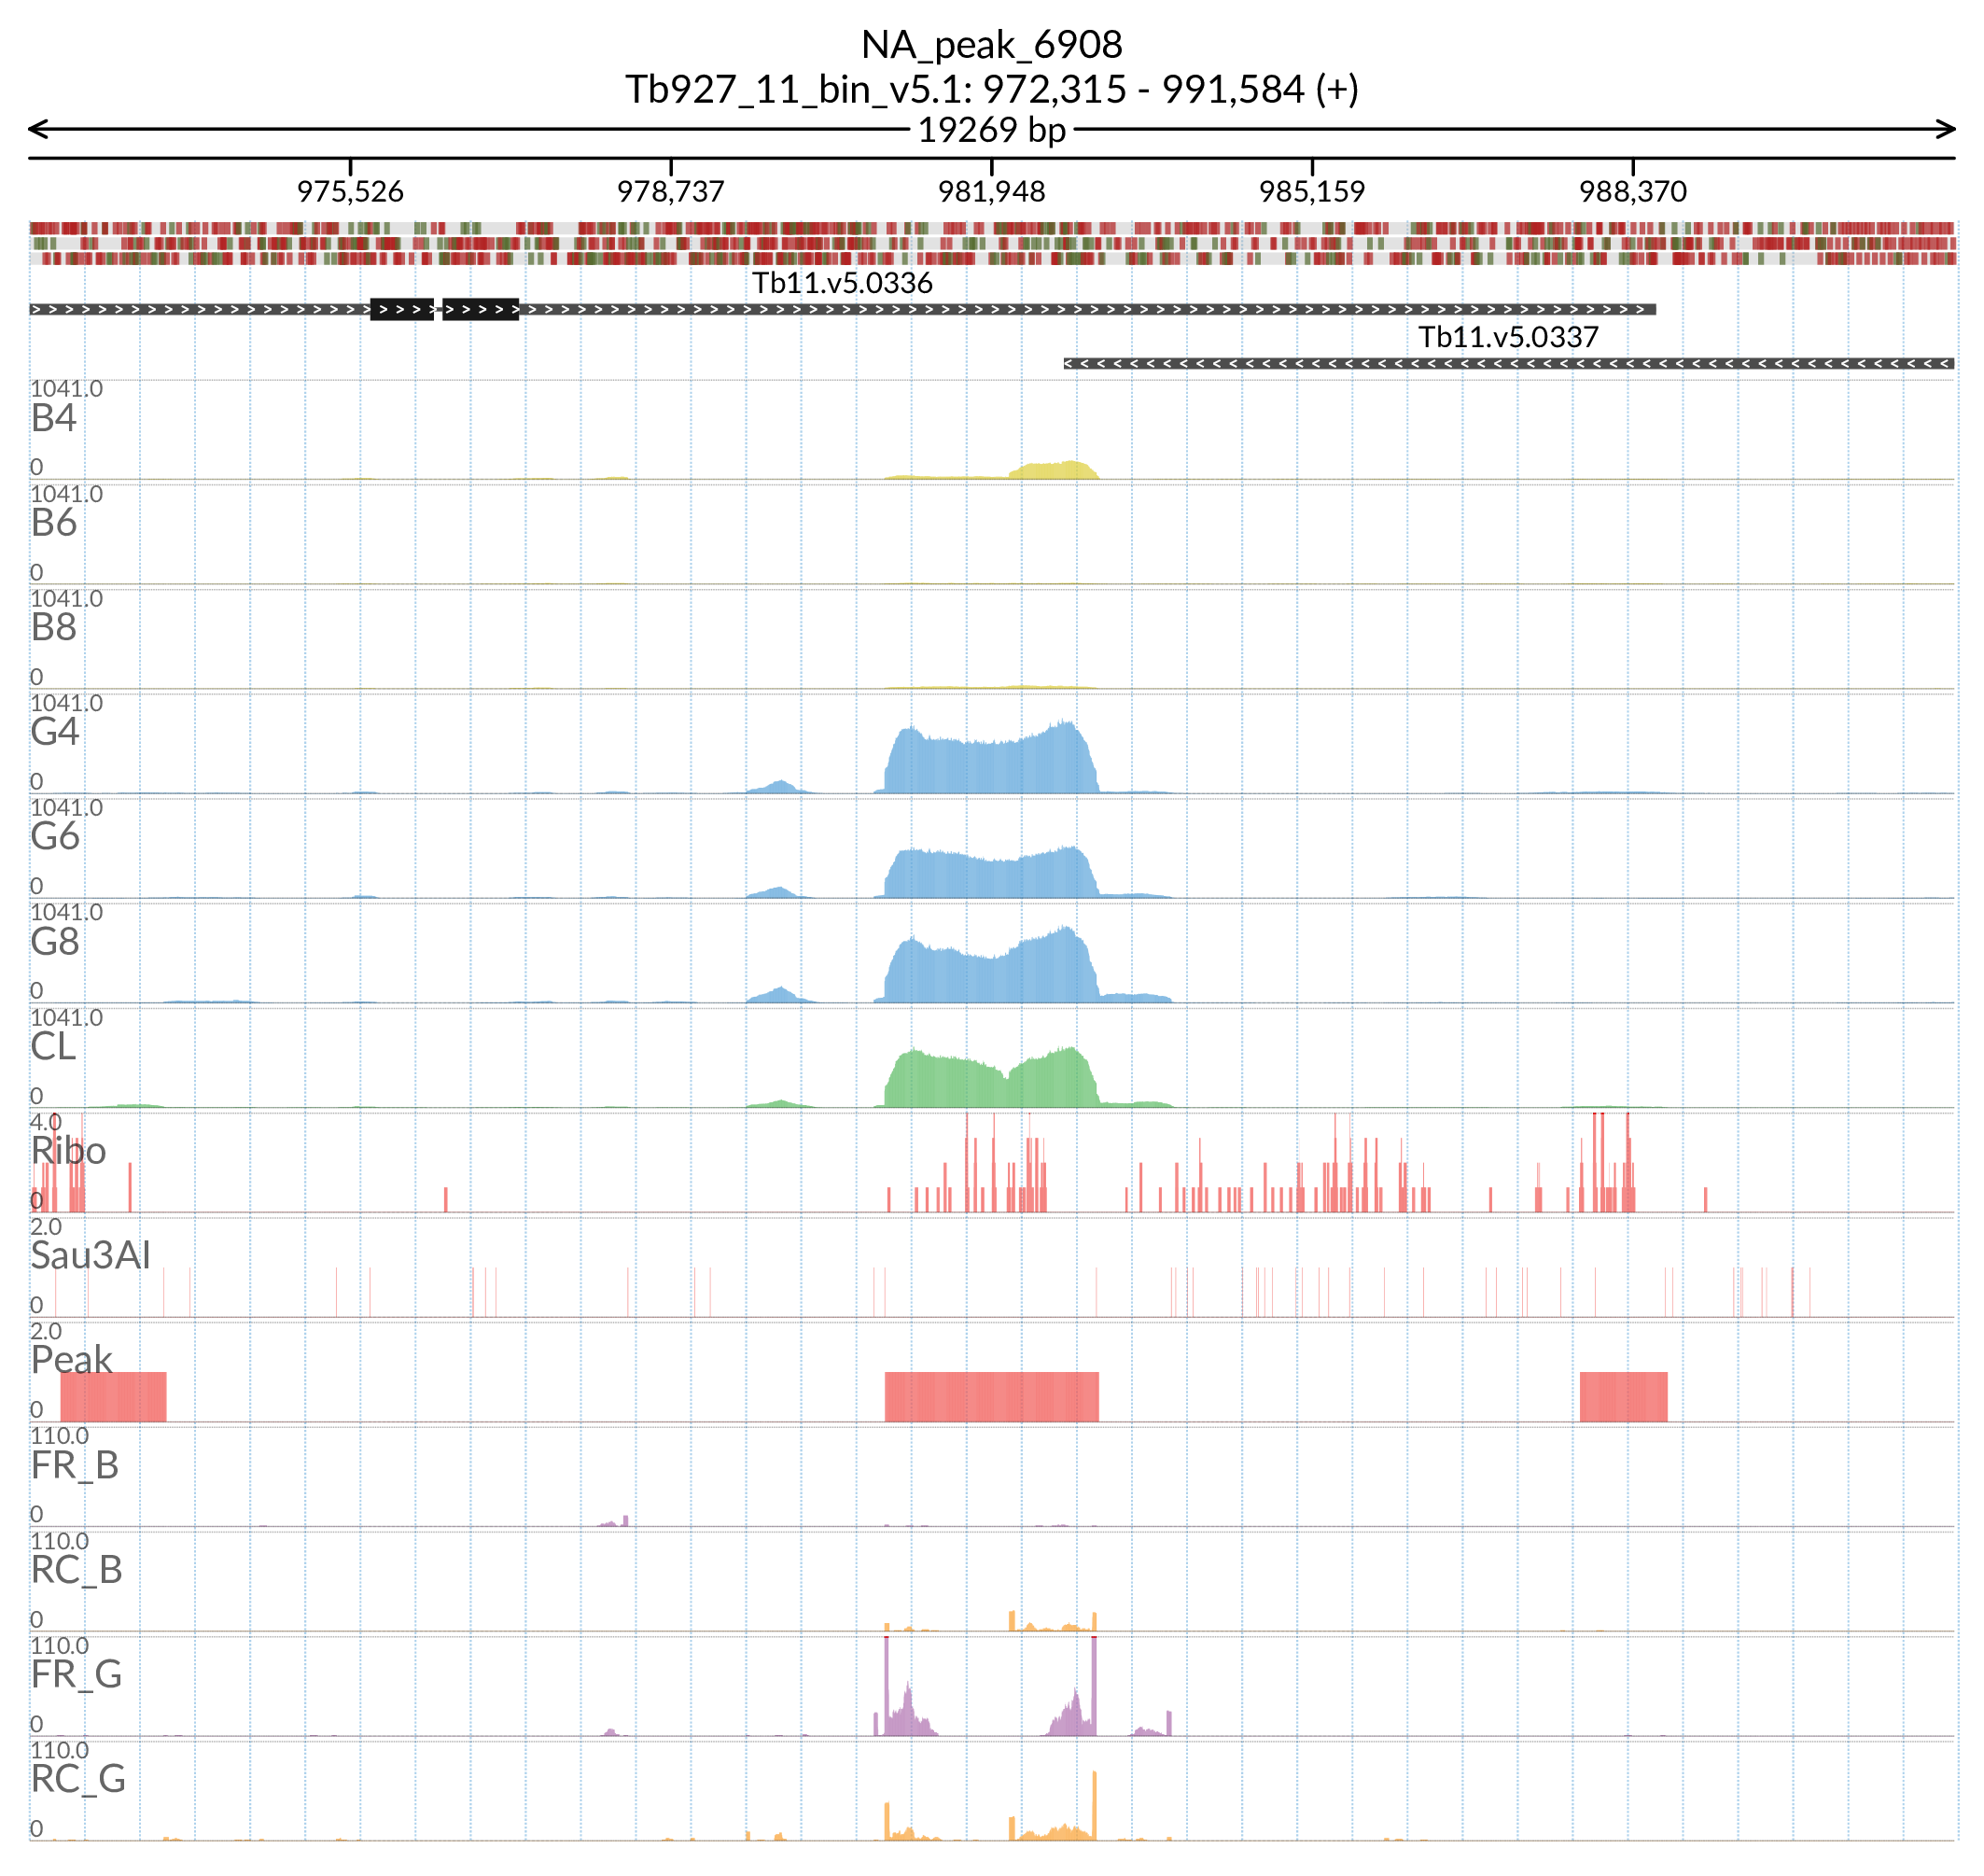 NA_peak_6908
Tb927_11_bin_v5.1: 972,315 - 991,584 (+)
19269 bp
975,526 978,737 981,948 985,159 988,370
Tb11.v5.0336
Tb11.v5.0337
1041.0
B4
0
1041.0
B6
0
1041.0
B8
0
1041.0
G4
0
1041.0
G6
0
1041.0
G8
0
1041.0
CL
0
4.0
Ribo
0
2.0
Sau3AI
0
2.0
Peak
0
110.0
FR_B
0
110.0
RC_B
0
110.0
FR_G
0
110.0
RC_G
0